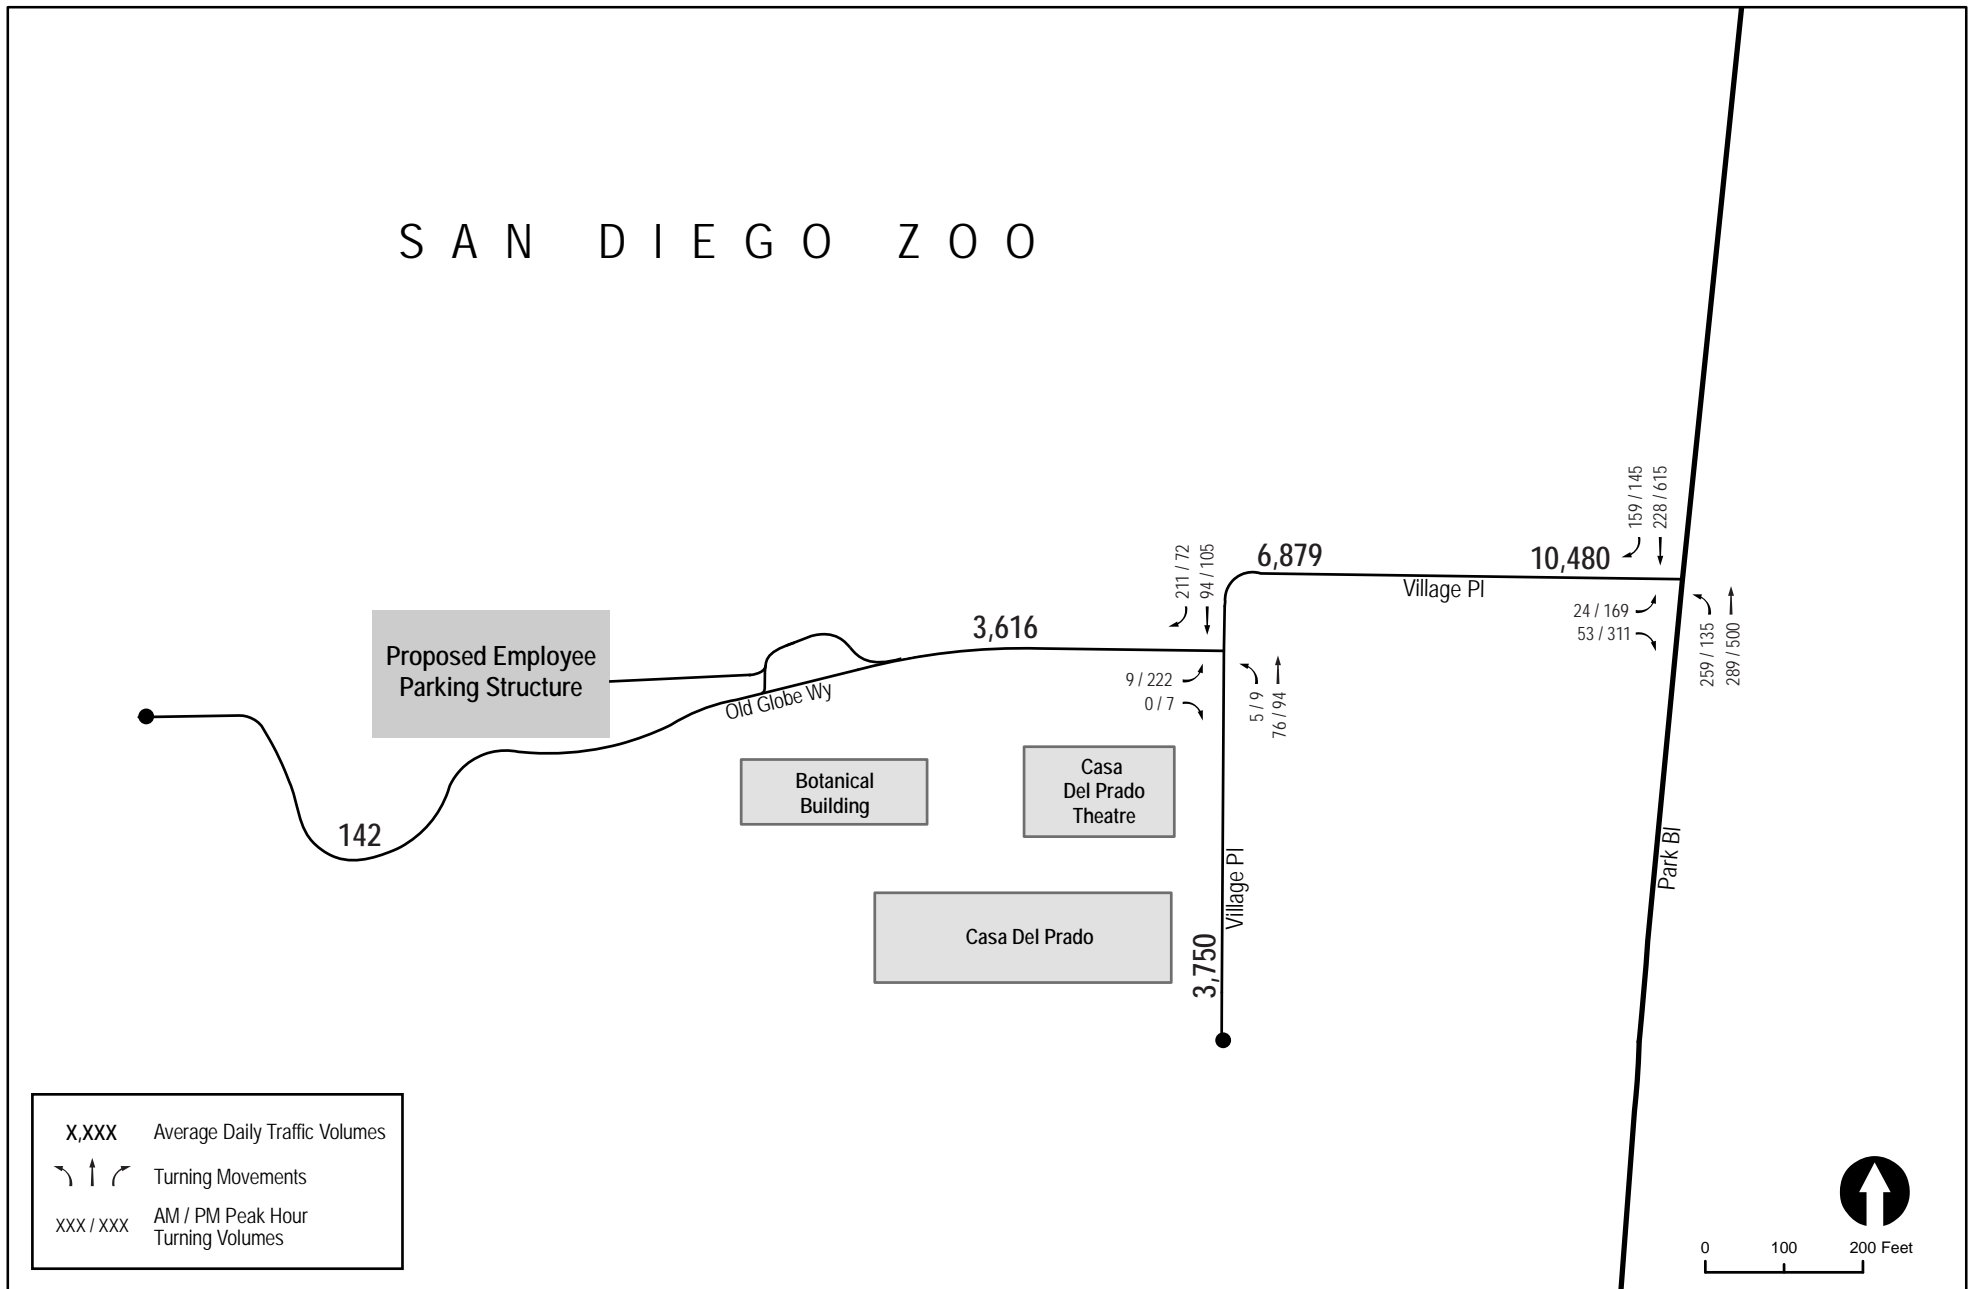 SAN DIEGO ZOO
159 / 145
228 / 615
211 / 72
94 / 105
6,879
10,480
Village Pl
24 / 169
53 / 311
259 / 135
289 / 500
3,616
Proposed Employee
Parking Structure
Old Globe Wy
9 / 222
0 / 7
5 / 9
76 / 94
Botanical
Building
Casa
Del Prado
Theatre
142
Village Pl
Park Bl
Casa Del Prado
3,750
X,XXX Average Daily Traffic Volumes
Turning Movements
XXX / XXX AM / PM Peak Hour
Turning Volumes
0 100 200 Feet